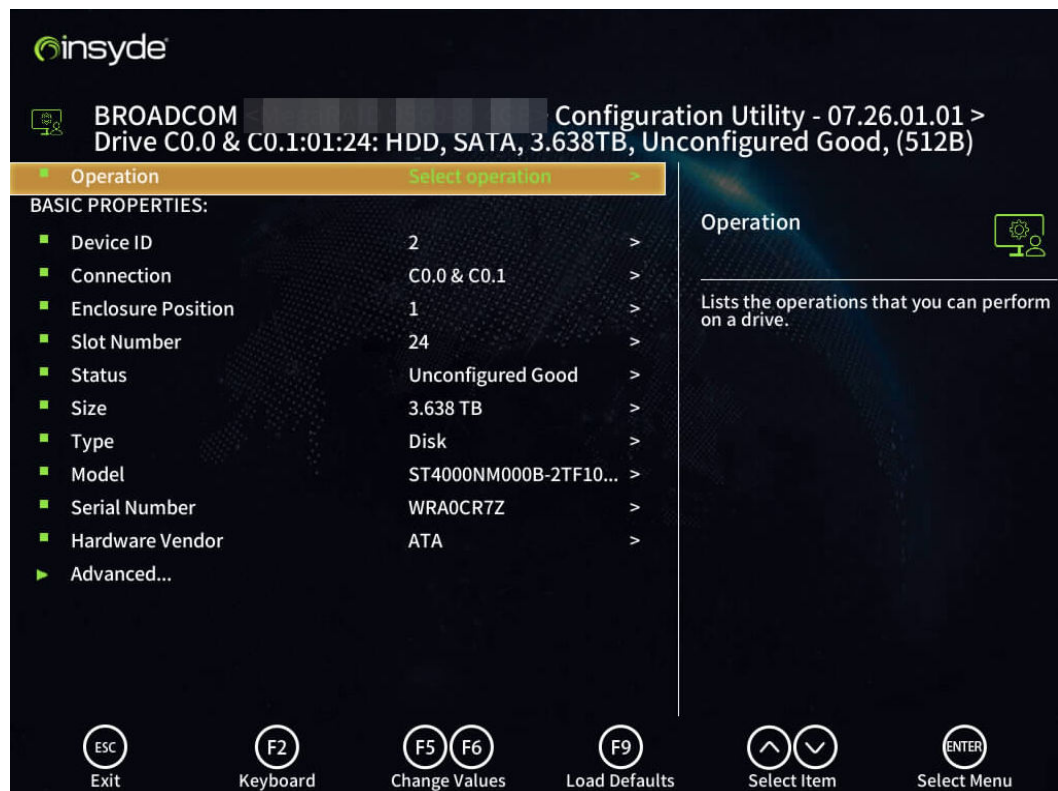 insyde
BROADCOM Configuration Utility - 07.26.01.01 >
Drive C0.0 & C0.1:01:24: HDD, SATA, 3.638TB, Unconfigured Good, (512B)
Operation Select operation >
BASIC PROPERTIES:
Device ID 2 >
Connection C0.0 & C0.1 >
Enclosure Position 1 >
Slot Number 24 >
Status Unconfigured Good >
Size 3.638 TB >
Type Disk >
Model ST4000NM000B-2TF10... >
Serial Number WRA0CR7Z >
Hardware Vendor ATA >
Advanced...
Operation
Lists the operations that you can perform
on a drive.
ESC F2 F5 F6 F9 ENTER
Exit Keyboard Change Values Load Defaults Select Item Select Menu